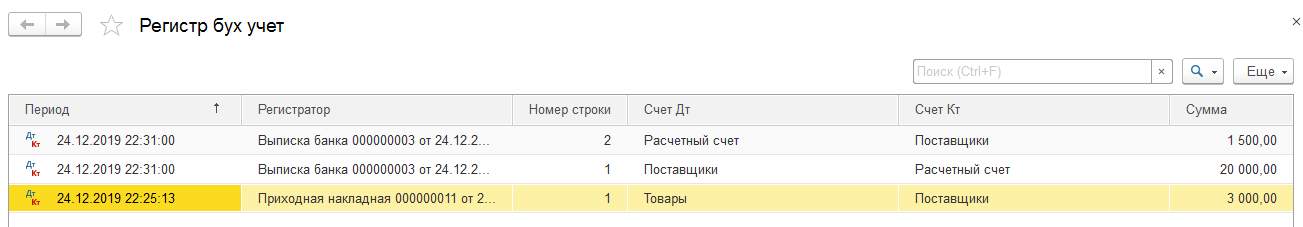 Регистр бух учет
Поиск (Ctrl+F) × Еще
Период Регистратор Номер строки Счет Дт Счет Кт Сумма
Дт Кт 24.12.2019 22:31:00 Выписка банка 000000003 от 24.12.2... 2 Расчетный счет Поставщики 1 500,00
Дт Кт 24.12.2019 22:31:00 Выписка банка 000000003 от 24.12.2... 1 Поставщики Расчетный счет 20 000,00
Дт Кт 24.12.2019 22:25:13 Приходная накладная 000000011 от 2... 1 Товары Поставщики 3 000,00